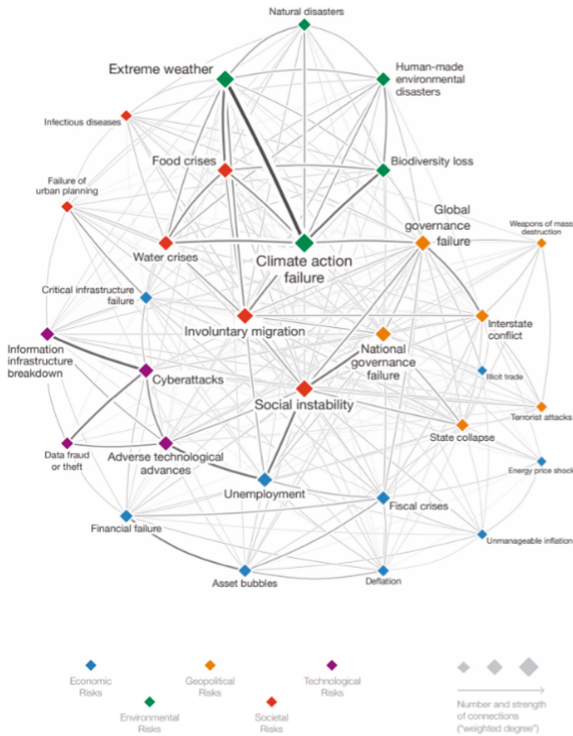 Natural disasters
Extreme weather
Human-made
environmental
disasters
Infectious diseases
Food crises
Biodiversity loss
Failure of
urban planning
Global
governance
failure
Weapons of mass
destruction
Water crises
Climate action
failure
Critical infrastructure
failure
Involuntary migration
Interstate
conflict
Information
infrastructure
breakdown
National
governance
failure
Cyberattacks
Illicit trade
Social instability
Terrorist attacks
State collapse
Data fraud
or theft
Adverse technological
advances
Energy price shock
Unemployment
Fiscal crises
Financial failure
Unmanageable inflation
Asset bubbles
Deflation
Economic
Risks
Geopolitical
Risks
Technological
Risks
Environmental
Risks
Societal
Risks
Number and strength
of connections
("weighted degree")